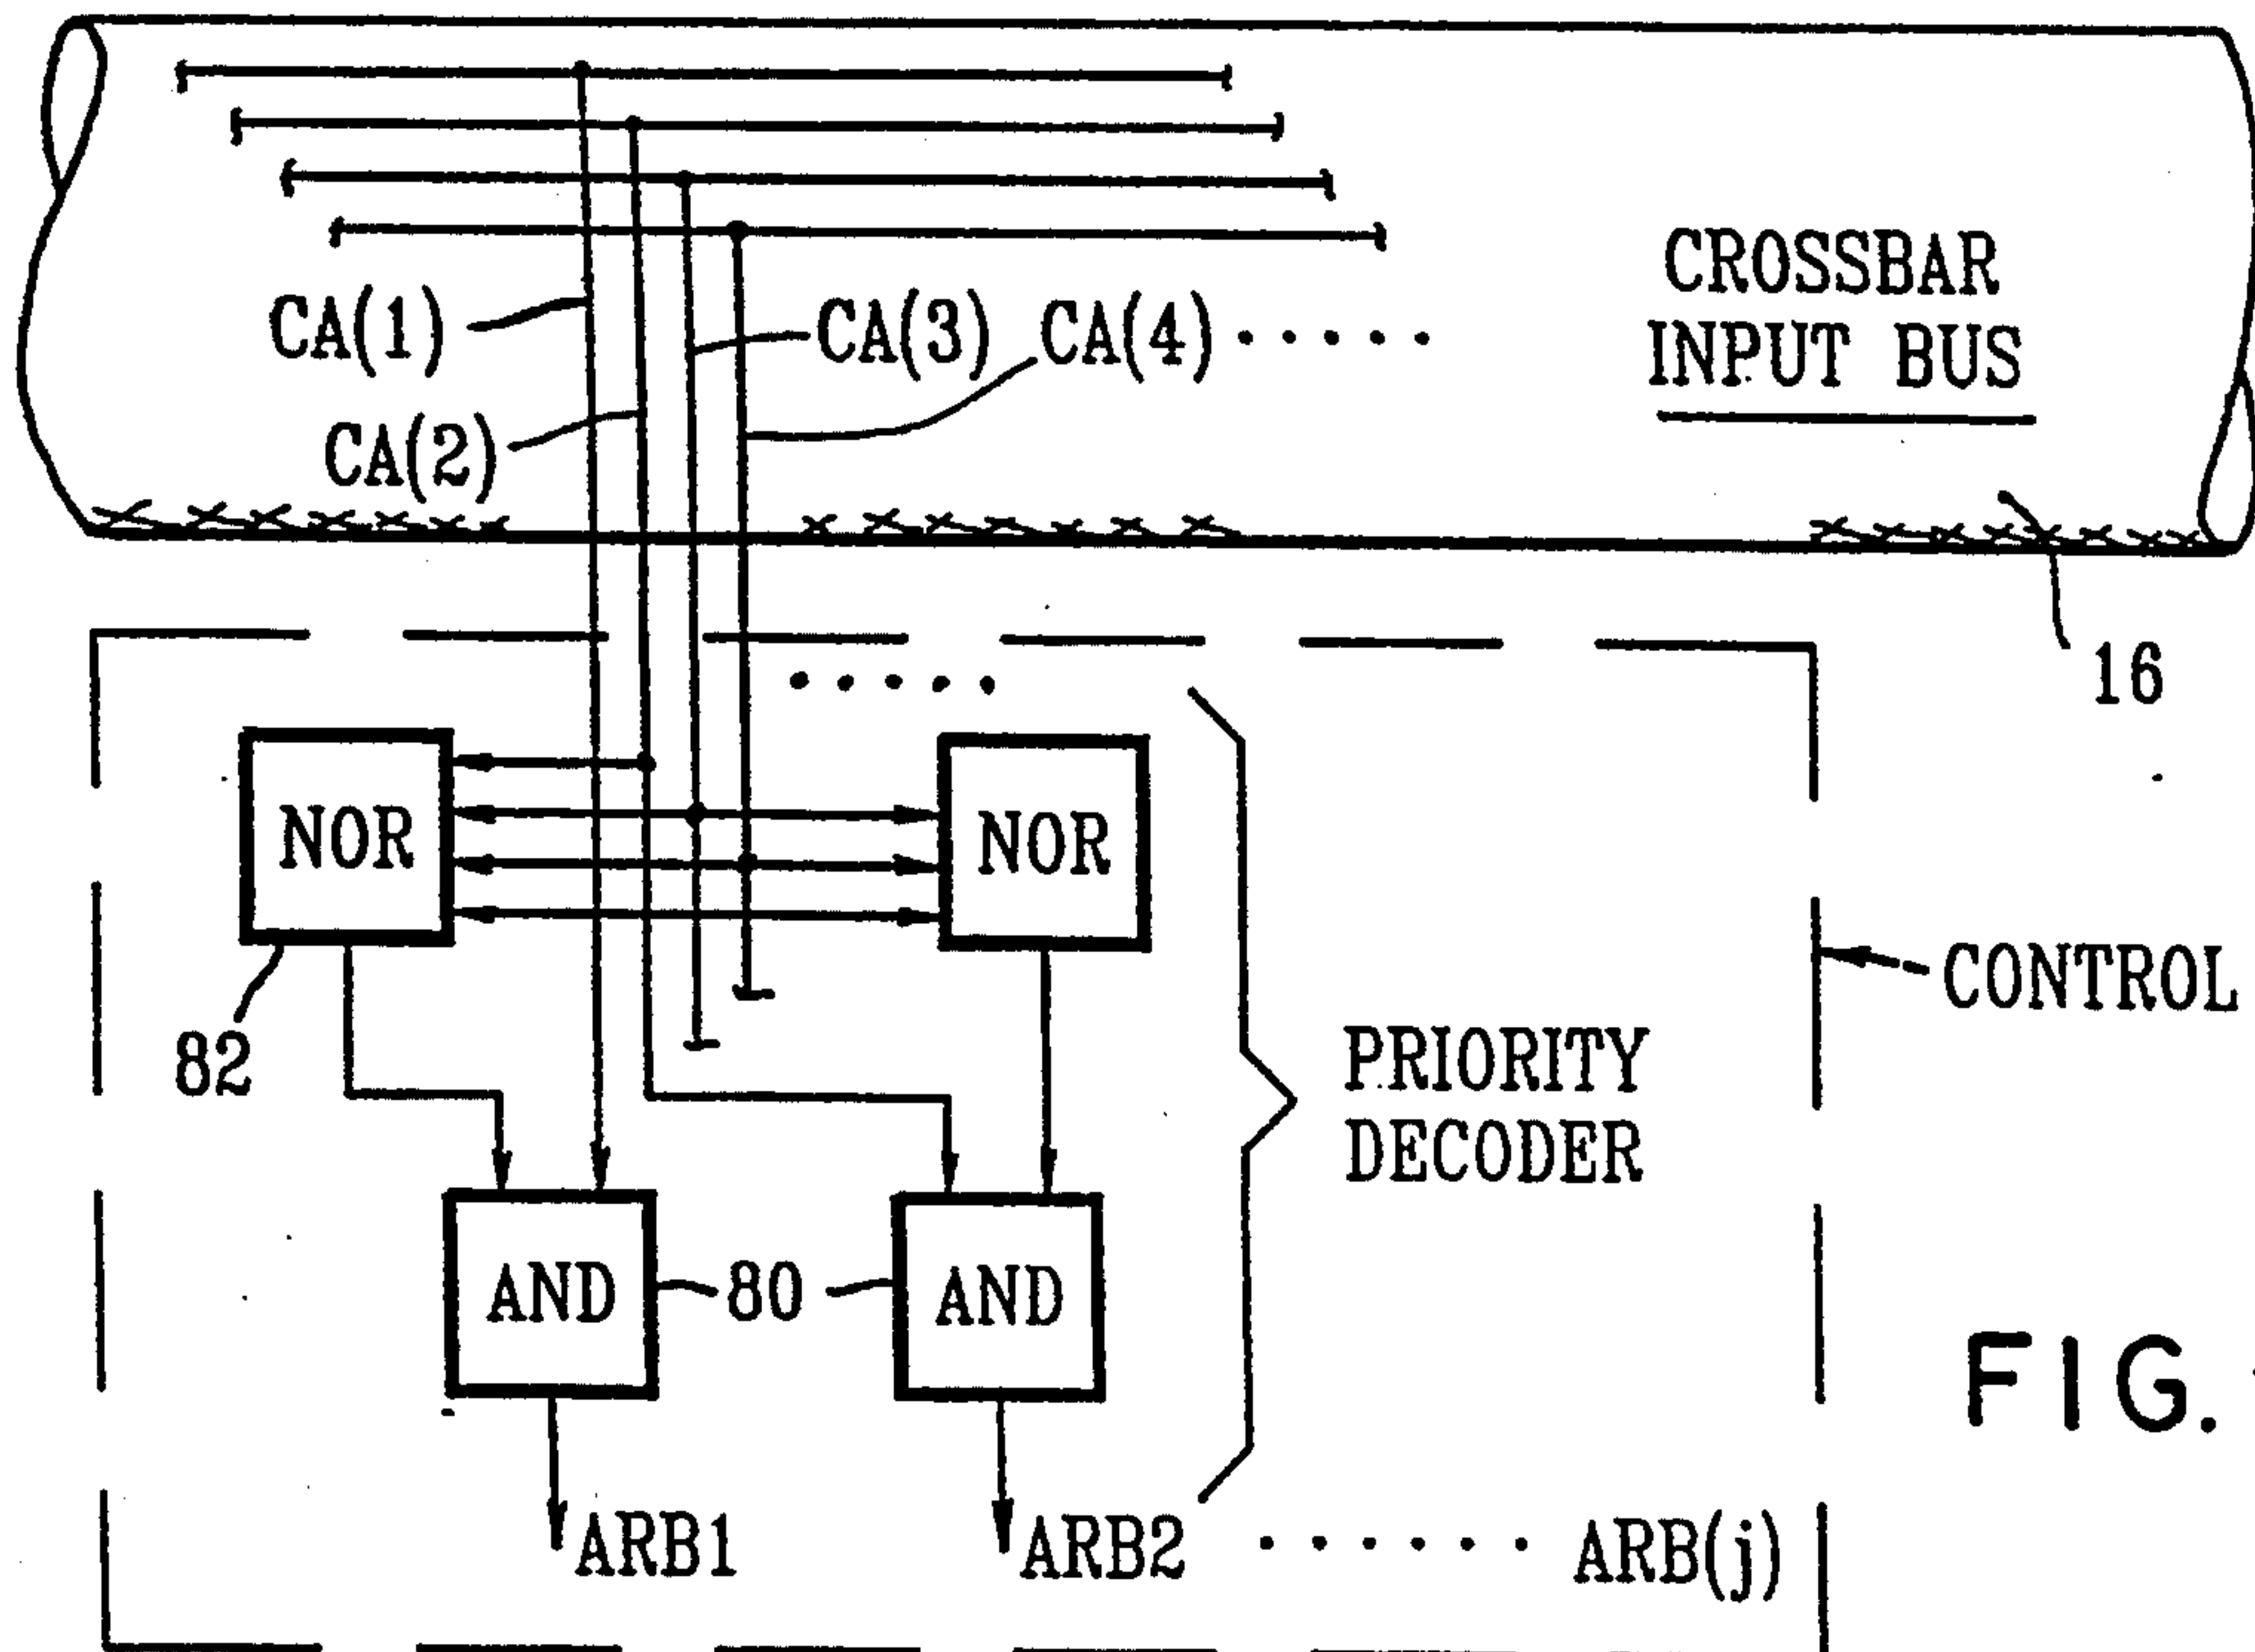 CROSSBAR
INPUT BUS
CA(1)
CA(3)
CA(4) .....
CA(2)
16
.....
NOR
NOR
82
CONTROL
PRIORITY
DECODER
AND
80
AND
FIG.
ARB1
ARB2 ...... ARB(j)